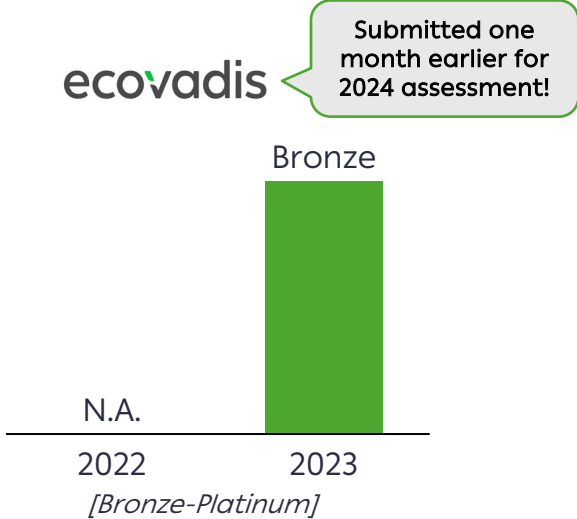 Submitted one
month earlier for
2024 assessment!
ecovadis
Bronze
N.A.
2022
2023
[Bronze-Platinum]